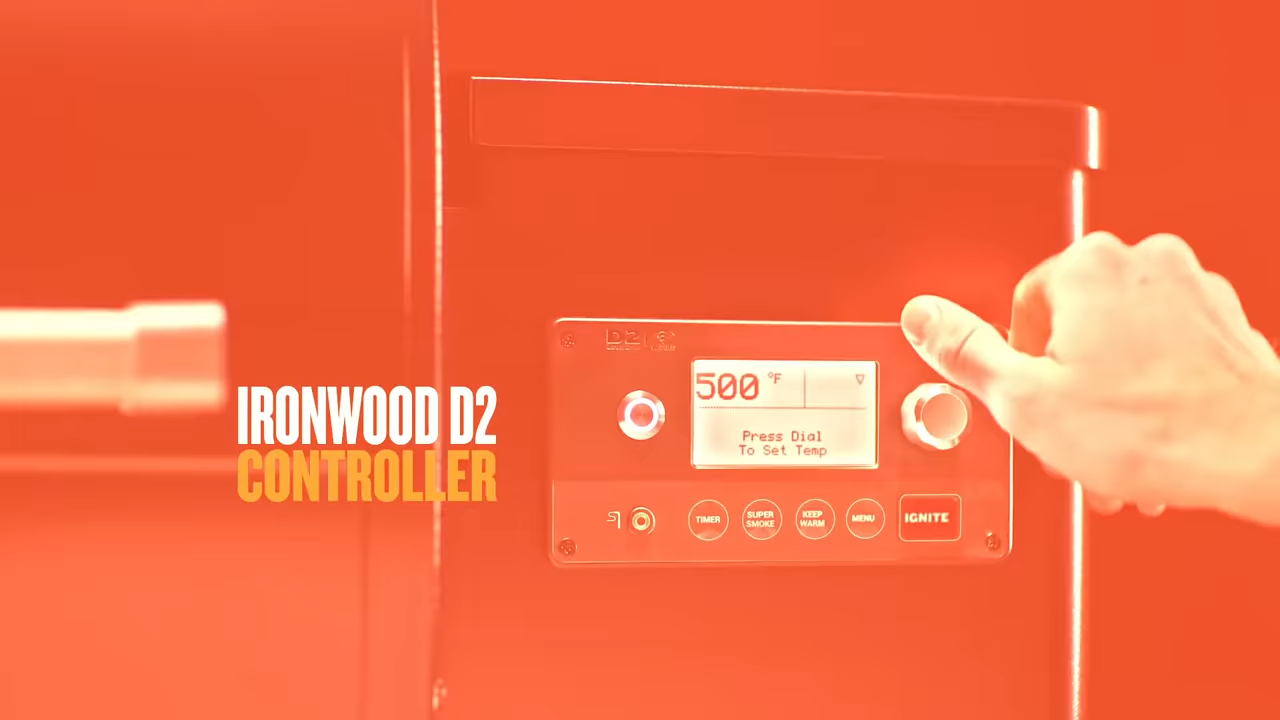 IRONWOOD D2
CONTROLLER
D2
500 °F
Press Dial
To Set Temp
TIMER
SUPER
SMOKE
KEEP
WARM
MENU
IGNITE